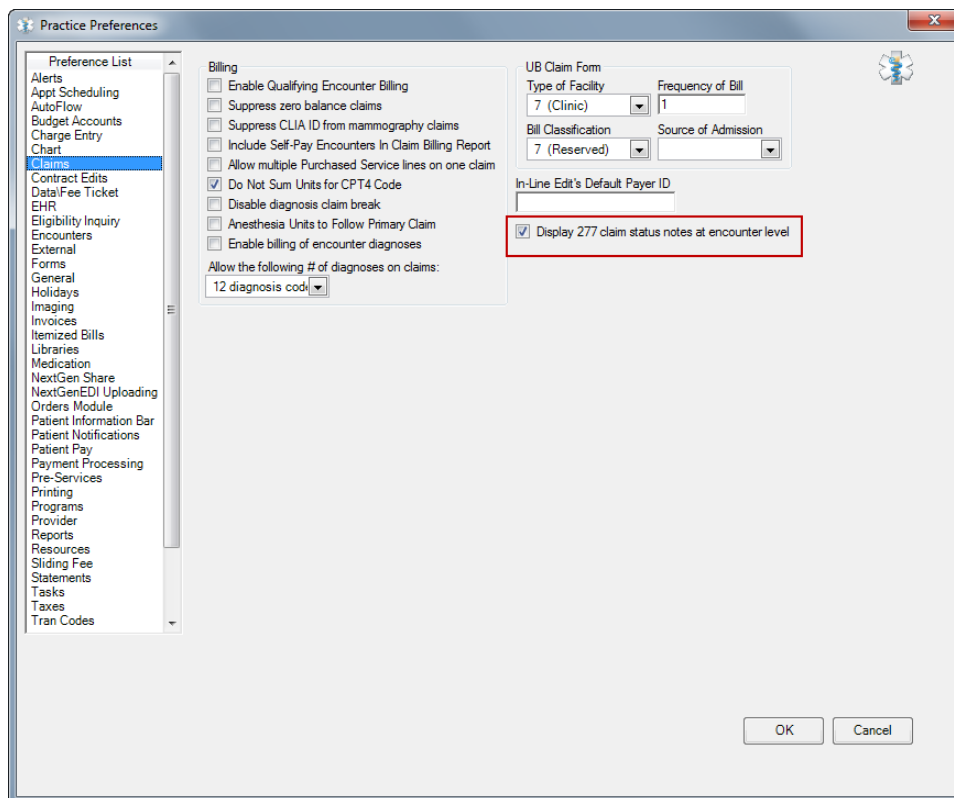 Practice Preferences
Preference List
Alerts
Appt Scheduling
AutoFlow
Budget Accounts
Charge Entry
Chart
Claims
Contract Edits
Data\Fee Ticket
EHR
Eligibility Inquiry
Encounters
External
Forms
General
Holidays
Imaging
Invoices
Itemized Bills
Libraries
Medication
NextGen Share
NextGenEDI Uploading
Orders Module
Patient Information Bar
Patient Notifications
Patient Pay
Payment Processing
Pre-Services
Printing
Programs
Provider
Reports
Resources
Sliding Fee
Statements
Tasks
Taxes
Tran Codes
Billing
Enable Qualifying Encounter Billing
Suppress zero balance claims
Suppress CLIA ID from mammography claims
Include Self-Pay Encounters In Claim Billing Report
Allow multiple Purchased Service lines on one claim
Do Not Sum Units for CPT4 Code
Disable diagnosis claim break
Anesthesia Units to Follow Primary Claim
Enable billing of encounter diagnoses
Allow the following # of diagnoses on claims:
12 diagnosis code
UB Claim Form
Type of Facility Frequency of Bill
7 (Clinic) 1
Bill Classification Source of Admission
7 (Reserved)
In-Line Edit's Default Payer ID
Display 277 claim status notes at encounter level
OK Cancel